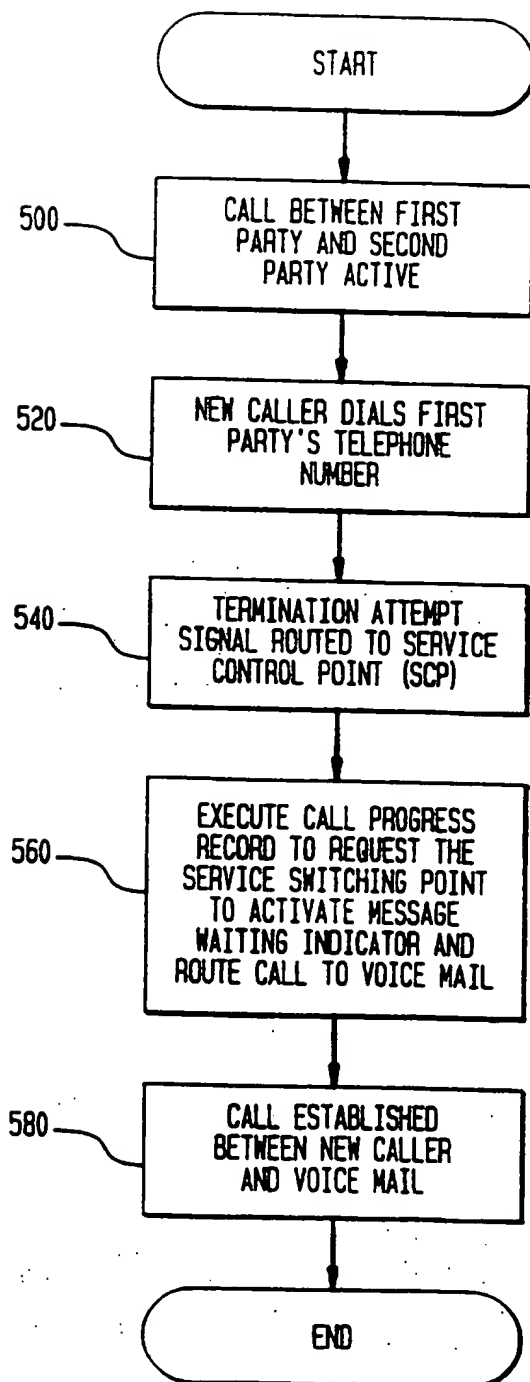 START
500
CALL BETWEEN FIRST
PARTY AND SECOND
PARTY ACTIVE
520
NEW CALLER DIALS FIRST
PARTY'S TELEPHONE
NUMBER
540
TERMINATION ATTEMPT
SIGNAL ROUTED TO SERVICE
CONTROL POINT (SCP)
560
EXECUTE CALL PROGRESS
RECORD TO REQUEST THE
SERVICE SWITCHING POINT
TO ACTIVATE MESSAGE
WAITING INDICATOR AND
ROUTE CALL TO VOICE MAIL
580
CALL ESTABLISHED
BETWEEN NEW CALLER
AND VOICE MAIL
END